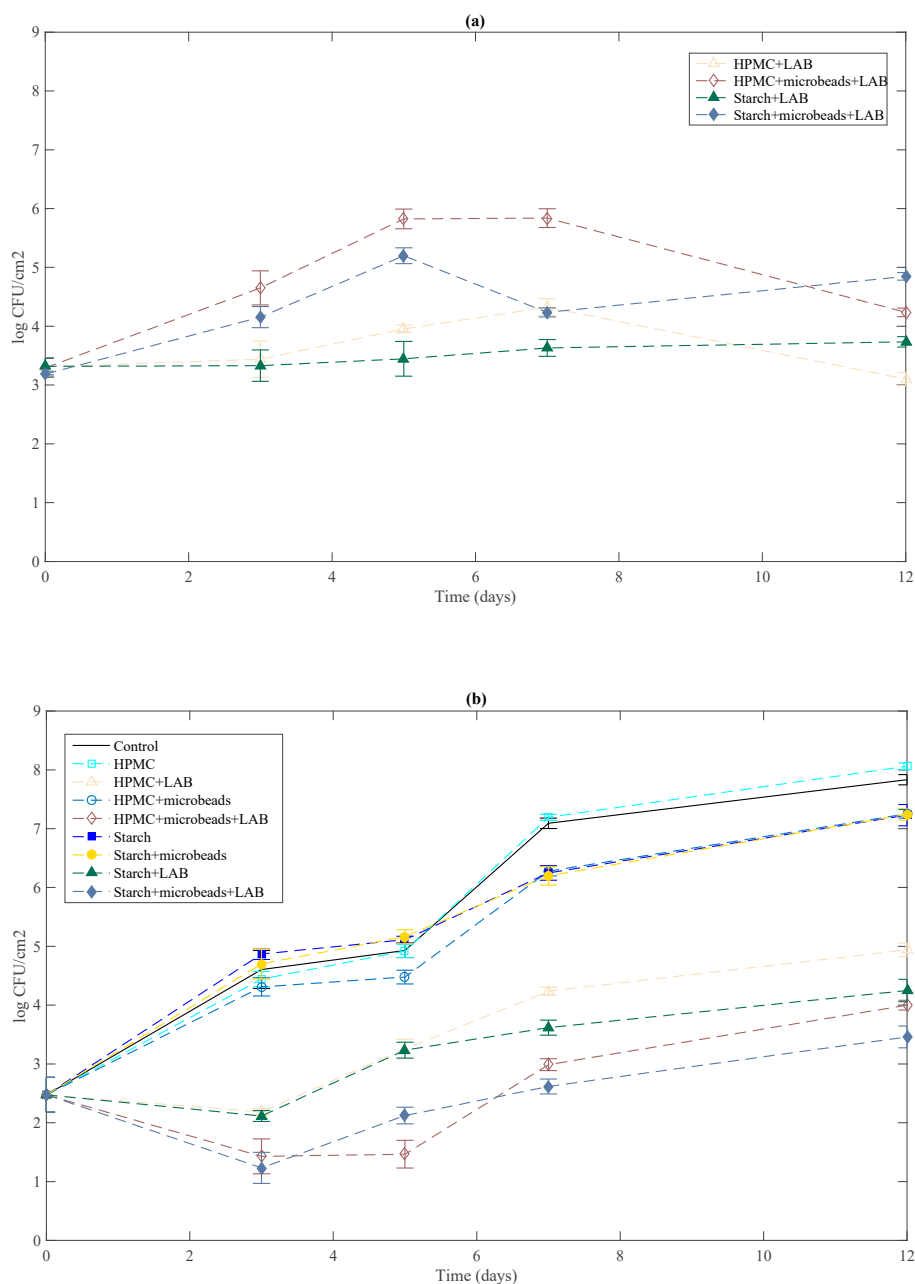 (a)
9
8
7
6
5
4
3
2
1
0
log CFU/cm2
HPMC+LAB
HPMC+microbeads+LAB
Starch+LAB
Starch+microbeads+LAB
0 2 4 6 8 10 12
Time (days)
(b)
9
8
7
6
5
4
3
2
1
0
log CFU/cm2
Control
HPMC
HPMC+LAB
HPMC+microbeads
HPMC+microbeads+LAB
Starch
Starch+microbeads
Starch+LAB
Starch+microbeads+LAB
0 2 4 6 8 10 12
Time (days)